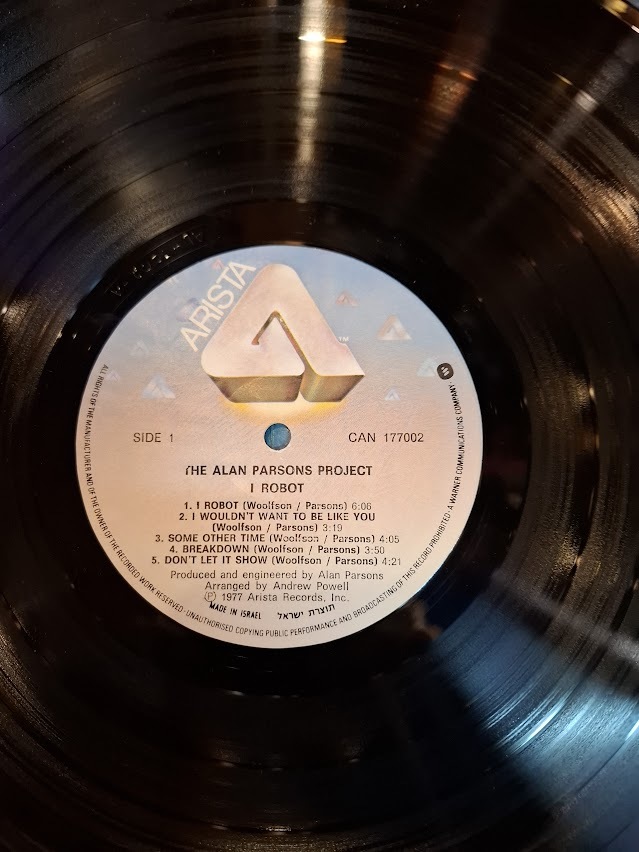 ARISTA
TM
SIDE 1
CAN 177002
THE ALAN PARSONS PROJECT
I ROBOT
1. I ROBOT (Woolfson / Parsons) 6:06
2. I WOULDN'T WANT TO BE LIKE YOU
(Woolfson / Parsons) 3:19
3. SOME OTHER TIME (Woolfson / Parsons) 4:05
4. BREAKDOWN (Woolfson / Parsons) 3:50
5. DON'T LET IT SHOW (Woolfson / Parsons) 4:21
Produced and engineered by Alan Parsons
Arranged by Andrew Powell
Ⓟ 1977 Arista Records, Inc.
MADE IN ISRAEL תוצרת ישראל
ALL RIGHTS OF THE MANUFACTURER AND OF THE OWNER OF THE RECORDED WORK RESERVED · UNAUTHORISED COPYING PUBLIC PERFORMANCE AND BROADCASTING OF THIS RECORD PROHIBITED · A WARNER COMMUNICATIONS COMPANY ·